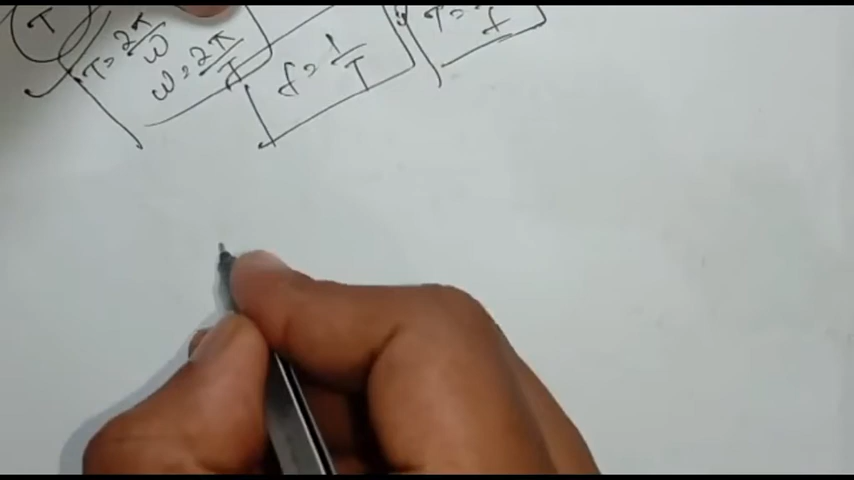 T
T = 2π/ω
ω = 2π/T
f = 1/T
T =